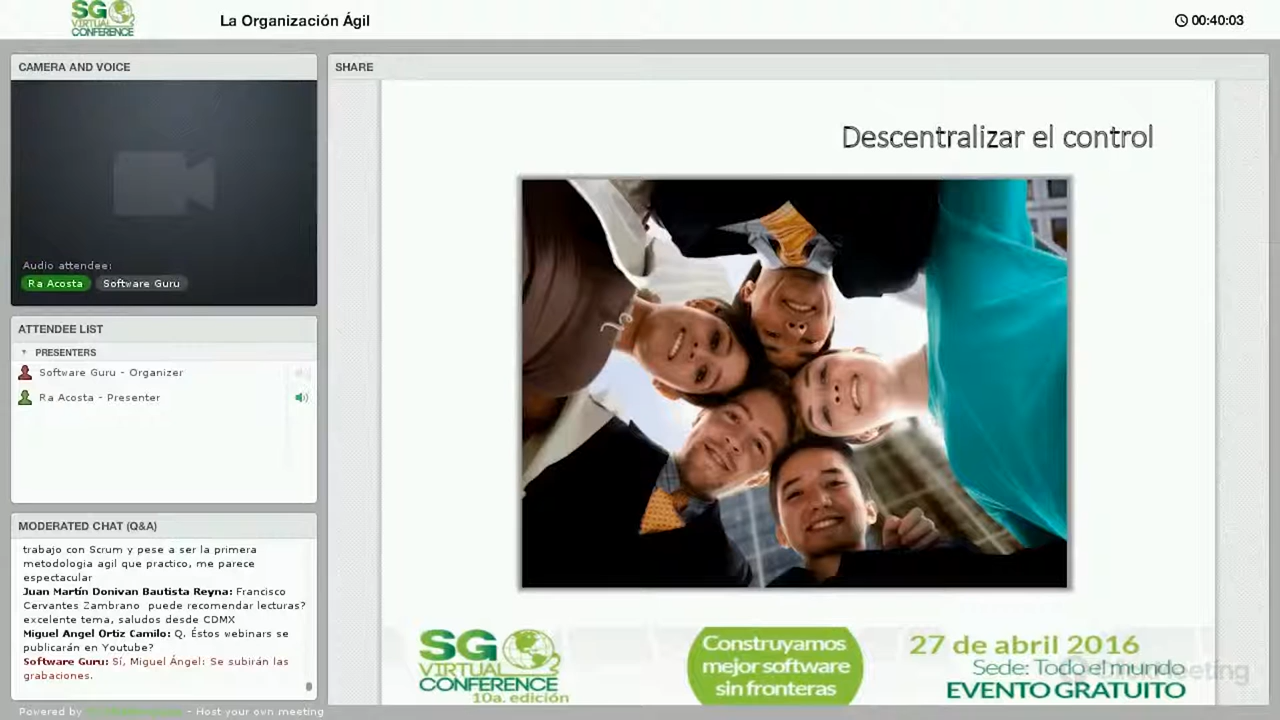 SG
VIRTUAL
CONFERENCE
La Organización Ágil
00:40:03
CAMERA AND VOICE
Audio attendee:
Ra Acosta
Software Guru
ATTENDEE LIST
PRESENTERS
Software Guru - Organizer
Ra Acosta - Presenter
MODERATED CHAT (Q&A)
trabajo con Scrum y pese a ser la primera
metodologia agil que practico, me parece
espectacular
Juan Martín Donivan Bautista Reyna: Francisco
Cervantes Zambrano puede recomendar lecturas?
excelente tema, saludos desde CDMX
Miguel Angel Ortiz Camilo: Q. Éstos webinars se
publicarán en Youtube?
Software Guru: Sí, Miguel Ángel: Se subirán las
grabaciones.
Powered by
- Host your own meeting
SHARE
Descentralizar el control
SG
VIRTUAL
CONFERENCE
10a. edición
Construyamos
mejor software
sin fronteras
27 de abril 2016
Sede: Todo el mundo
EVENTO GRATUITO